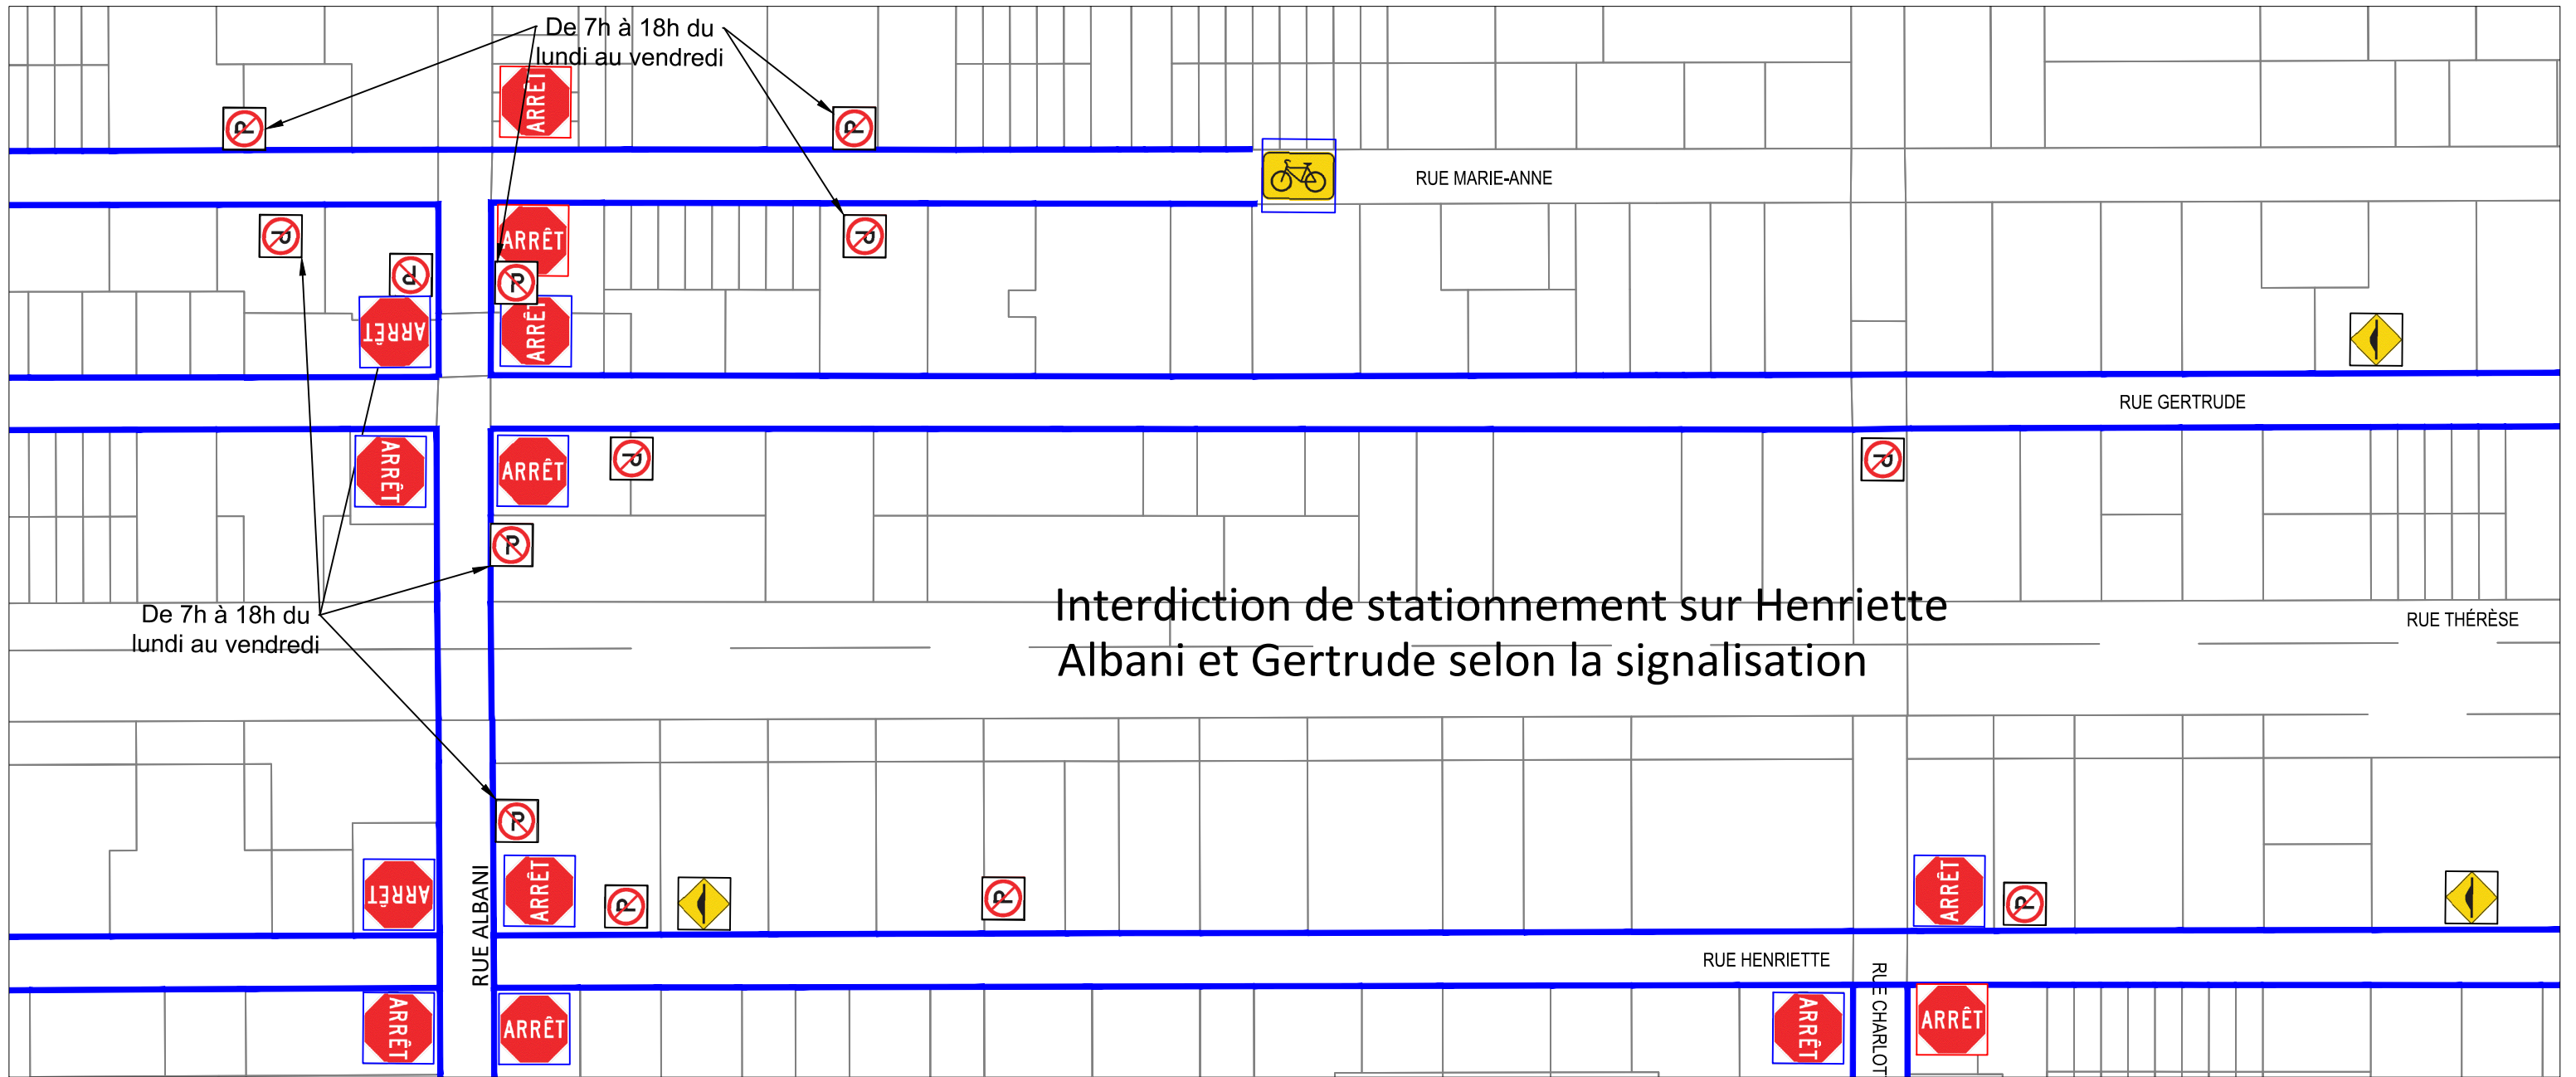 De 7h à 18h du
lundi au vendredi
ARRÊT
P
P
RUE MARIE-ANNE
ARRÊT
P
P
P
P
ARRÊT
ARRÊT
RUE GERTRUDE
ARRÊT
ARRÊT
P
P
P
De 7h à 18h du
lundi au vendredi
Interdiction de stationnement sur Henriette
Albani et Gertrude selon la signalisation
RUE THÉRÈSE
P
ARRÊT
ARRÊT
P
P
ARRÊT
P
RUE ALBANI
RUE HENRIETTE
RUE CHARLOT
ARRÊT
ARRÊT
ARRÊT
ARRÊT